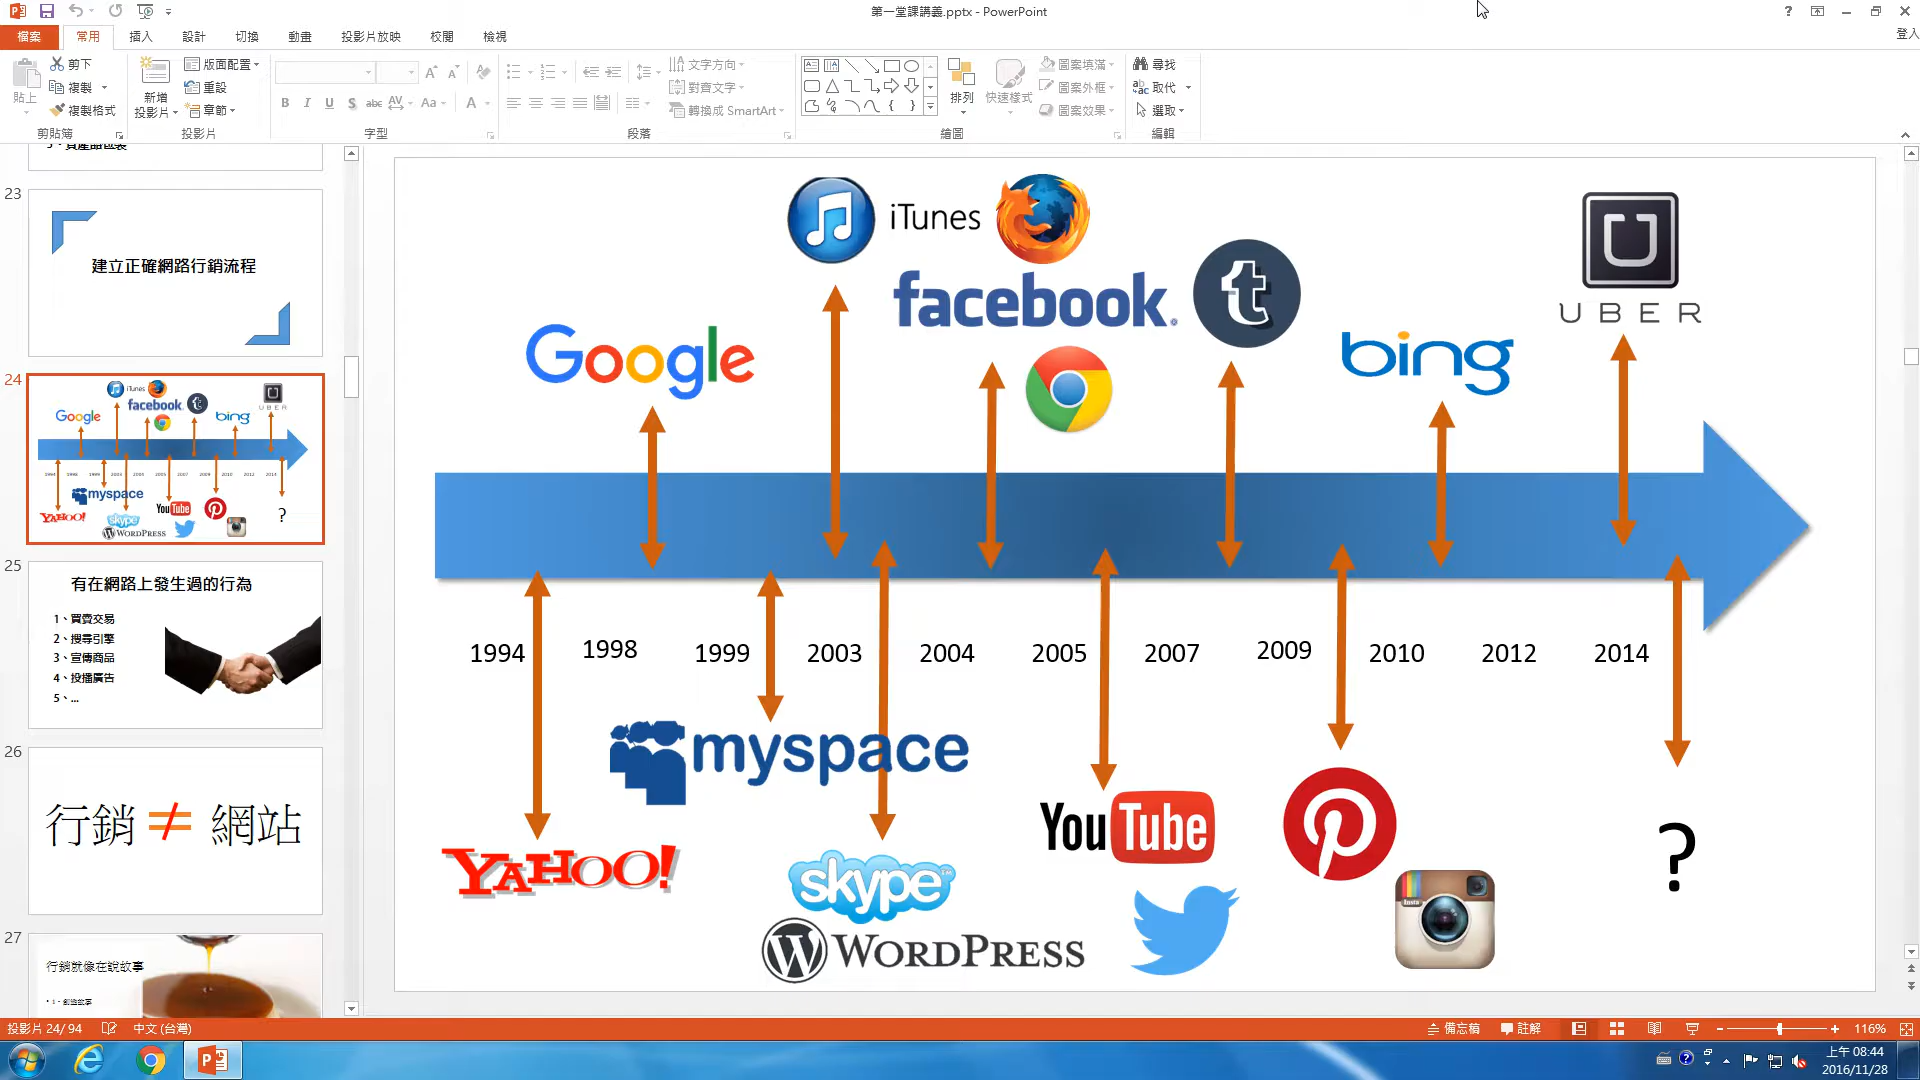 第一堂課講義.pptx - PowerPoint
檔案 常用 插入 設計 切換 動畫 投影片放映 校閱 檢視 登入
貼上 剪下 複製 複製格式 剪貼簿
新增 投影片 版面配置 重設 章節 投影片
B I U S abc AV Aa A 字型
文字方向 對齊文字 轉換成 SmartArt 段落
排列 快速樣式 圖案填滿 圖案外框 圖案效果 繪圖
尋找 取代 選取 編輯
23
建立正確網路行銷流程
24
25
有在網路上發生過的行為
1、買賣交易
2、搜尋引擎
3、宣傳商品
4、投播廣告
5、...
26
行銷 ≠ 網站
27
行銷就像在說故事
iTunes
facebook
t
UBER
Google
bing
1994 1998 1999 2003 2004 2005 2007 2009 2010 2012 2014
myspace
YAHOO!
skype
WORDPRESS
YouTube
Insta
?
投影片 24/ 94 中文 (台灣) 備忘稿 註解 116%
上午 08:44
2016/11/28